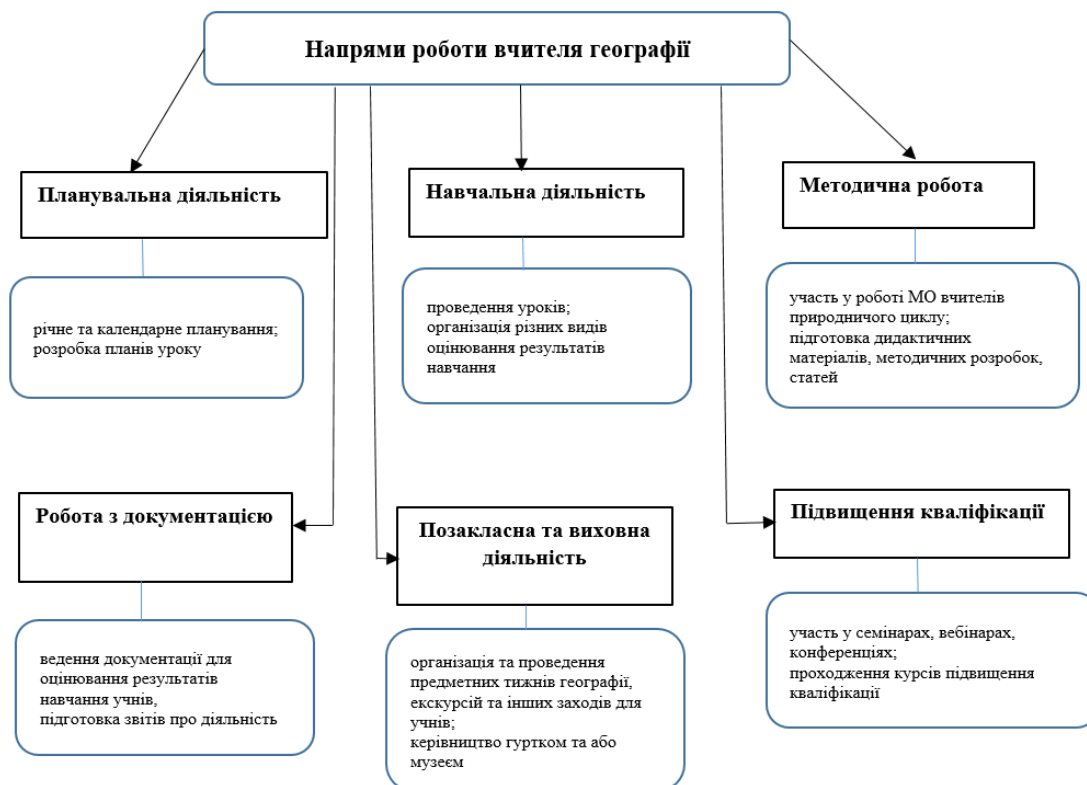 Напрями роботи вчителя географії
Планувальна діяльність
річне та календарне планування;
розробка планів уроку
Навчальна діяльність
проведення уроків;
організація різних видів
оцінювання результатів
навчання
Методична робота
участь у роботі МО вчителів
природничого циклу;
підготовка дидактичних
матеріалів, методичних розробок,
статей
Робота з документацією
ведення документації для
оцінювання результатів
навчання учнів,
підготовка звітів про діяльність
Позакласна та виховна
діяльність
організація та проведення
предметних тижнів географії,
екскурсій та інших заходів для
учнів;
керівництво гуртком та або
музеєм
Підвищення кваліфікації
участь у семінарах, вебінарах,
конференціях;
проходження курсів підвищення
кваліфікації